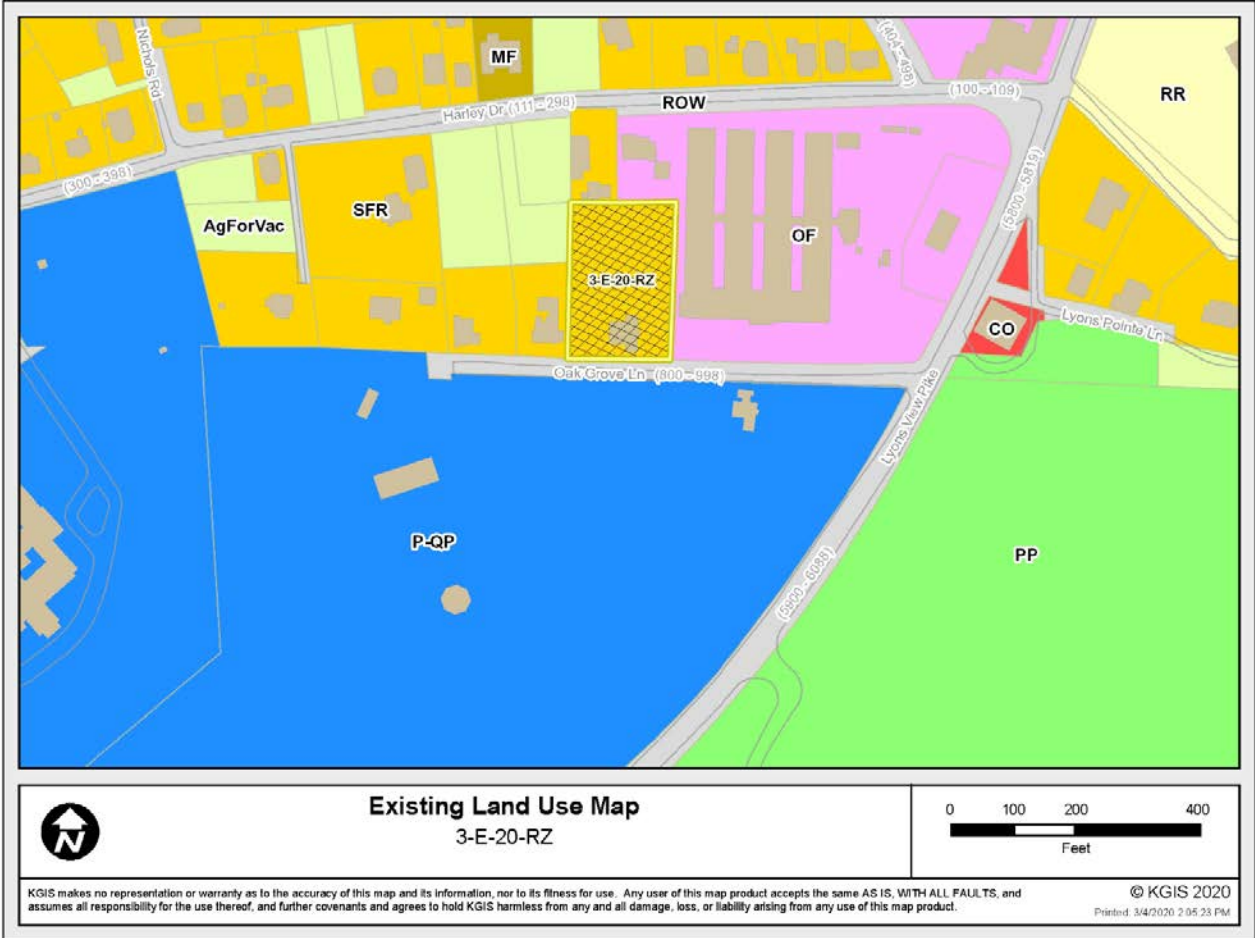 Nichols Rd
MF
(404 - 498)
Harley Dr (111 - 298)
ROW
(100 - 109)
RR
(300 - 398)
(5800 - 5819)
AgForVac
SFR
OF
3-E-20-RZ
CO
Lyons Pointe Ln
Oak Grove Ln (800 - 998)
Lyons View Pike
P-QP
PP
(5900 - 6088)
N
Existing Land Use Map
3-E-20-RZ
0 100 200 400
Feet
KGIS makes no representation or warranty as to the accuracy of this map and its information, nor to its fitness for use. Any user of this map product accepts the same AS IS, WITH ALL FAULTS, and
assumes all responsibility for the use thereof, and further covenants and agrees to hold KGIS harmless from any and all damage, loss, or liability arising from any use of this map product.
© KGIS 2020
Printed: 3/4/2020 2:05:23 PM